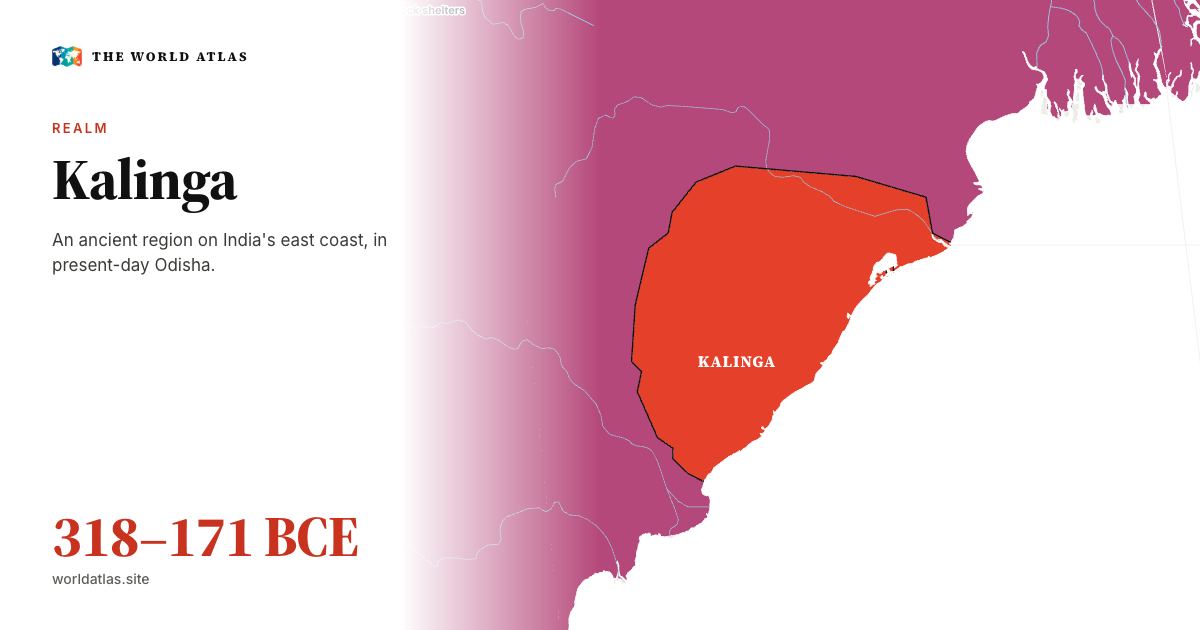 THE WORLD ATLAS
REALM
Kalinga
An ancient region on India's east coast, in
present-day Odisha.
318–171 BCE
worldatlas.site
shelters
KALINGA